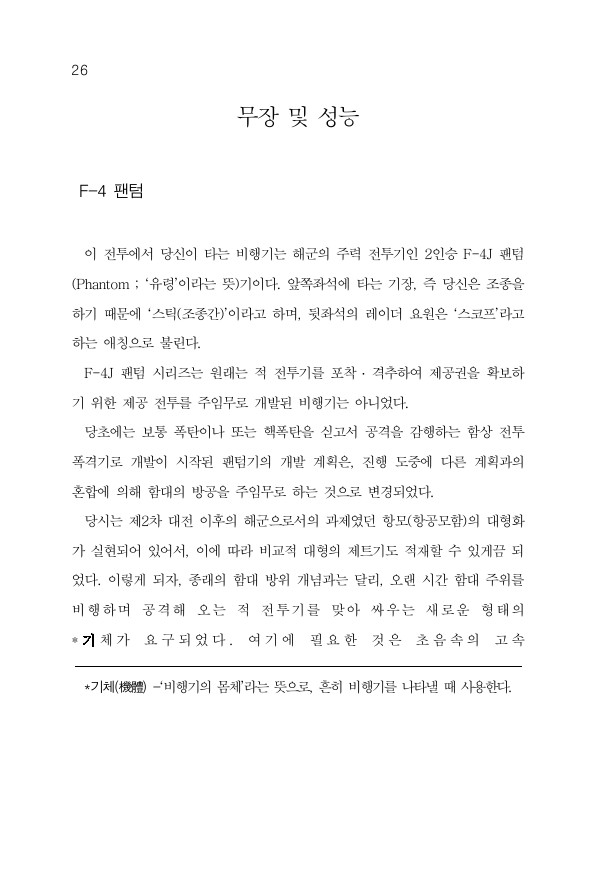 26
무장 및 성능
F-4 팬텀
이 전투에서 당신이 타는 비행기는 해군의 주력 전투기인 2인승 F-4J 팬텀
(Phantom ; ‘유령’이라는 뜻)기이다. 앞쪽좌석에 타는 기장, 즉 당신은 조종을
하기 때문에 ‘스틱(조종간)’이라고 하며, 뒷좌석의 레이더 요원은 ‘스코프’라고
하는 애칭으로 불린다.
F-4J 팬텀 시리즈는 원래는 적 전투기를 포착 · 격추하여 제공권을 확보하
기 위한 제공 전투를 주임무로 개발된 비행기는 아니었다.
당초에는 보통 폭탄이나 또는 핵폭탄을 싣고서 공격을 감행하는 함상 전투
폭격기로 개발이 시작된 팬텀기의 개발 계획은, 진행 도중에 다른 계획과의
혼합에 의해 함대의 방공을 주임무로 하는 것으로 변경되었다.
당시는 제2차 대전 이후의 해군으로서의 과제였던 항모(항공모함)의 대형화
가 실현되어 있어서, 이에 따라 비교적 대형의 제트기도 적재할 수 있게끔 되
었다. 이렇게 되자, 종래의 함대 방위 개념과는 달리, 오랜 시간 함대 주위를
비행하며 공격해 오는 적 전투기를 맞아 싸우는 새로운 형태의
*기체가 요구되었다. 여기에 필요한 것은 초음속의 고속
*기체(機體) -‘비행기의 몸체’라는 뜻으로, 흔히 비행기를 나타낼 때 사용한다.